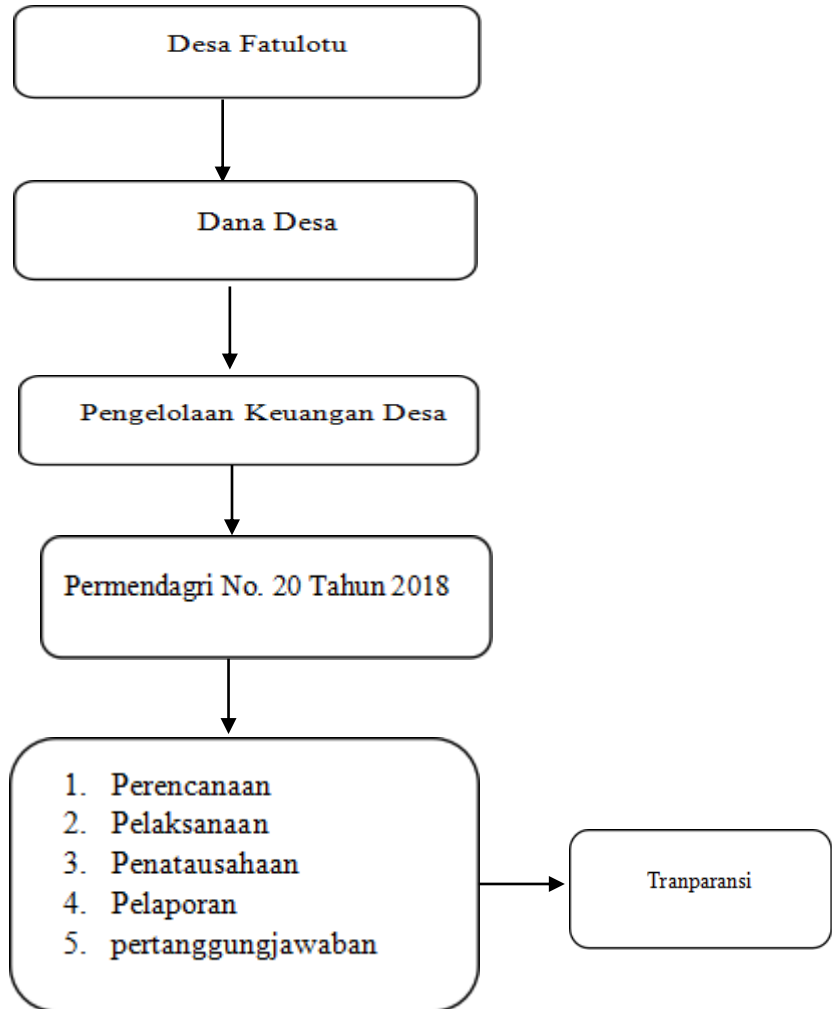 Desa Fatulotu
Dana Desa
Pengelolaan Keuangan Desa
Permendagri No. 20 Tahun 2018
1. Perencanaan
2. Pelaksanaan
3. Penatausahaan
4. Pelaporan
5. pertanggungjawaban
Tranparansi